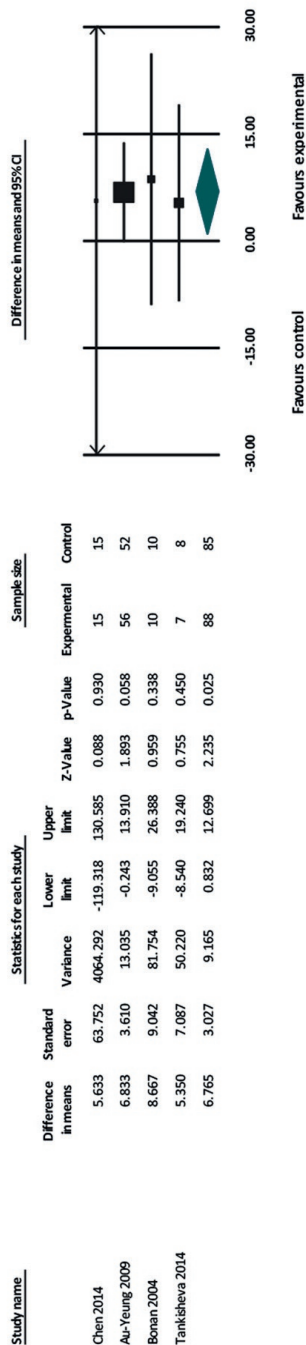 Study name Statistics for each study Sample size Difference in means and 95% CI
Difference in means Standard error Variance Lower limit Upper limit Z-Value p-Value Expermental Control
Chen 2014 5.633 63.752 4064.292 -119.318 130.585 0.088 0.930 15 15
Au-Yeung 2009 6.833 3.610 13.035 -0.243 13.910 1.893 0.058 56 52
Bonan 2004 8.667 9.042 81.754 -9.055 26.388 0.959 0.338 10 10
Tankisheva 2014 5.350 7.087 50.220 -8.540 19.240 0.755 0.450 7 8
6.765 3.027 9.165 0.832 12.699 2.235 0.025 88 85
-30.00 -15.00 0.00 15.00 30.00
Favours control Favours experimental